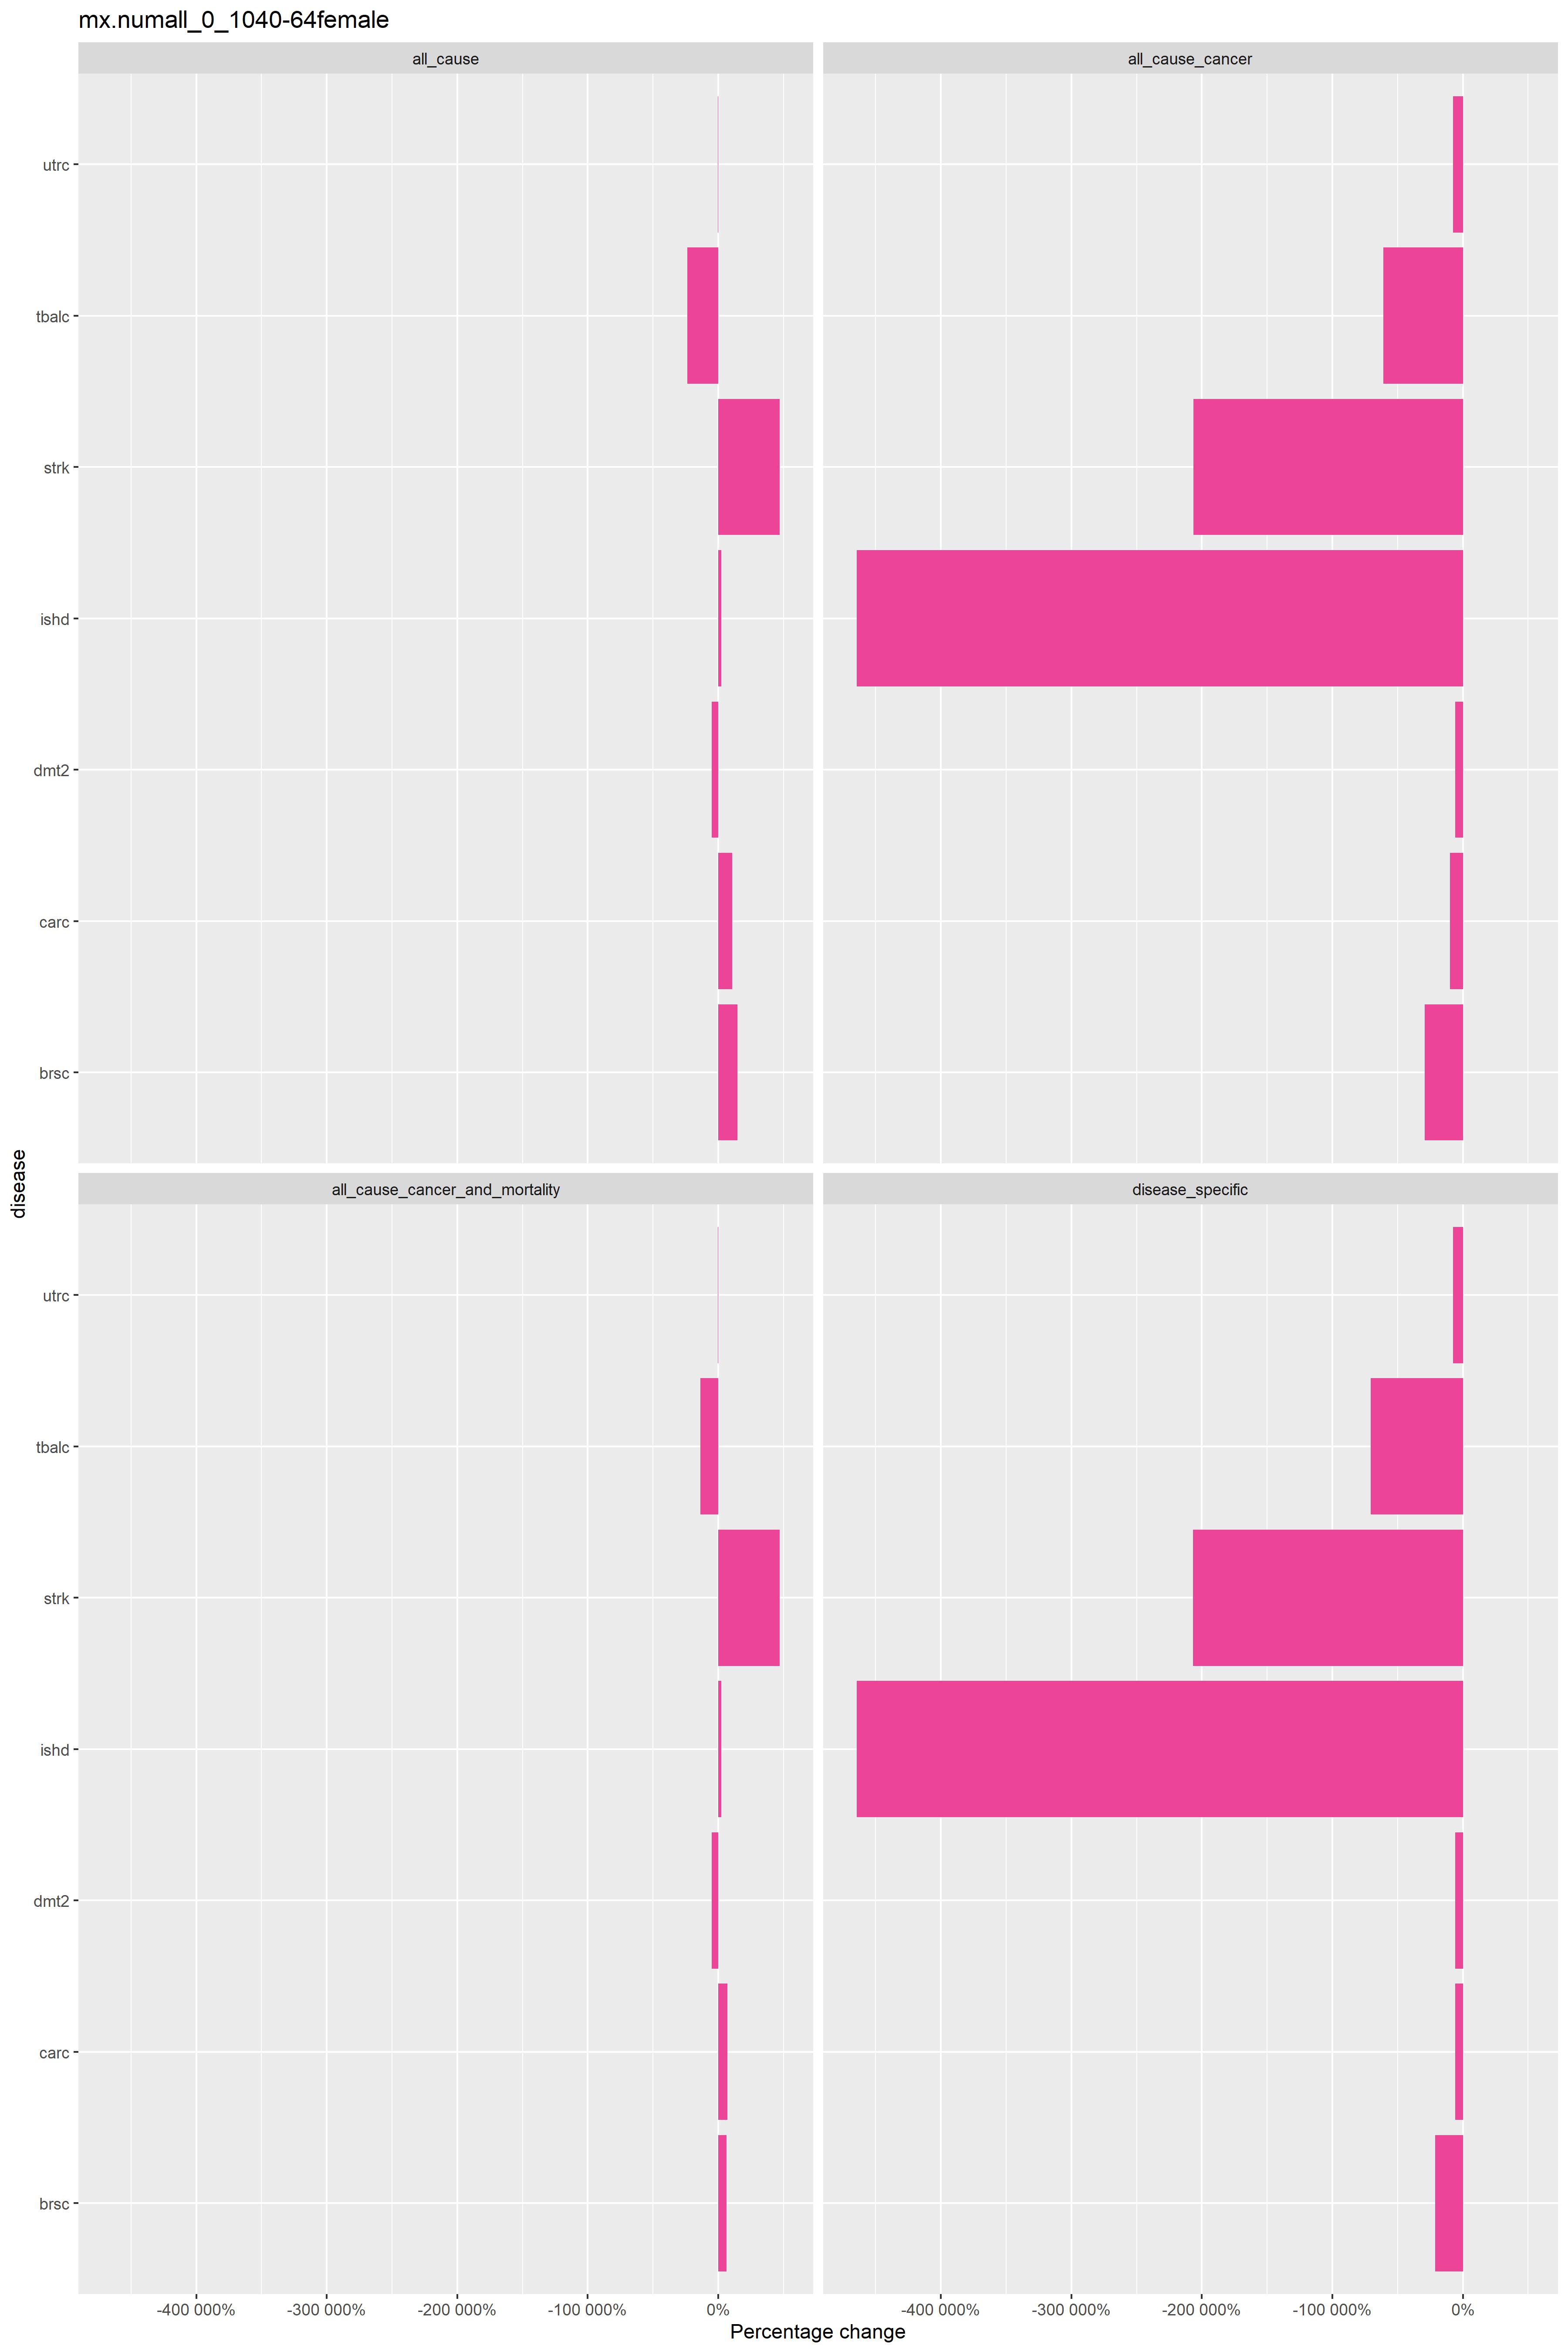 mx.numall_0_1040-64female
all_cause
all_cause_cancer
utrc
tbalc
strk
ishd
dmt2
carc
brsc
disease
all_cause_cancer_and_mortality
disease_specific
utrc
tbalc
strk
ishd
dmt2
carc
brsc
-400 000% -300 000% -200 000% -100 000% 0% -400 000% -300 000% -200 000% -100 000% 0%
Percentage change